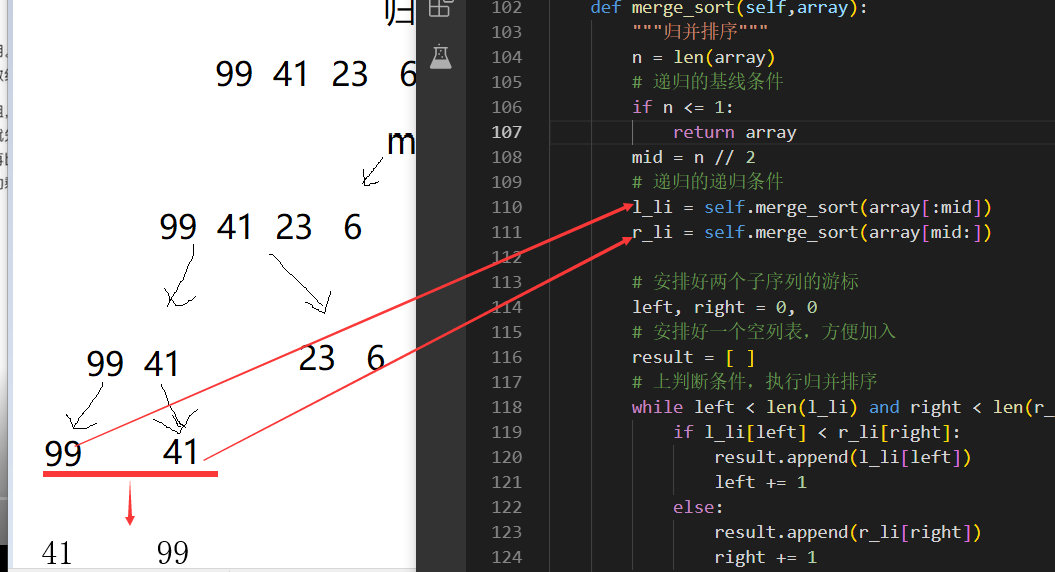 归
99 41 23 6
m
99 41 23 6
99 41
23 6
99 41
41 99
102 def merge_sort(self,array):
103 """归并排序"""
104 n = len(array)
105 # 递归的基线条件
106 if n <= 1:
107 return array
108 mid = n // 2
109 # 递归的递归条件
110 l_li = self.merge_sort(array[:mid])
111 r_li = self.merge_sort(array[mid:])
112
113 # 安排好两个子序列的游标
114 left, right = 0, 0
115 # 安排好一个空列表，方便加入
116 result = [ ]
117 # 上判断条件，执行归并排序
118 while left < len(l_li) and right < len(r_
119 if l_li[left] < r_li[right]:
120 result.append(l_li[left])
121 left += 1
122 else:
123 result.append(r_li[right])
124 right += 1